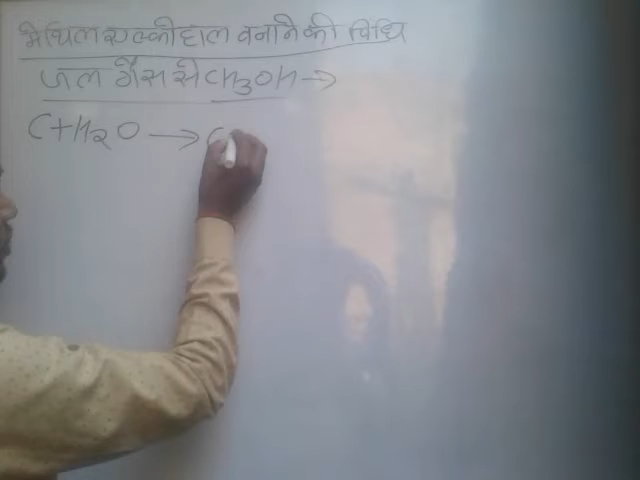 मेथिल एल्कोहाल बनाने की विधि
जल गैस से CH3OH →
C+H2O → C